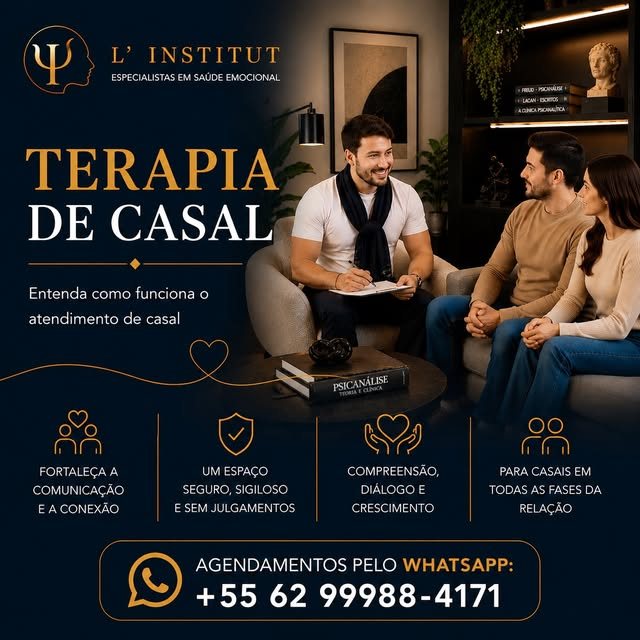 Ψ
L' INSTITUT
ESPECIALISTAS EM SAÚDE EMOCIONAL
FREUD - PSICANÁLISE
LACAN - ESCRITOS
A CLÍNICA PSICANALÍTICA
TERAPIA
DE CASAL
Entenda como funciona o
atendimento de casal
PSICANÁLISE
TEORIA E CLÍNICA
FORTALEÇA A
COMUNICAÇÃO
E A CONEXÃO
UM ESPAÇO
SEGURO, SIGILOSO
E SEM JULGAMENTOS
COMPREENSÃO,
DIÁLOGO E
CRESCIMENTO
PARA CASAIS EM
TODAS AS FASES DA
RELAÇÃO
AGENDAMENTOS PELO WHATSAPP:
+55 62 99988-4171